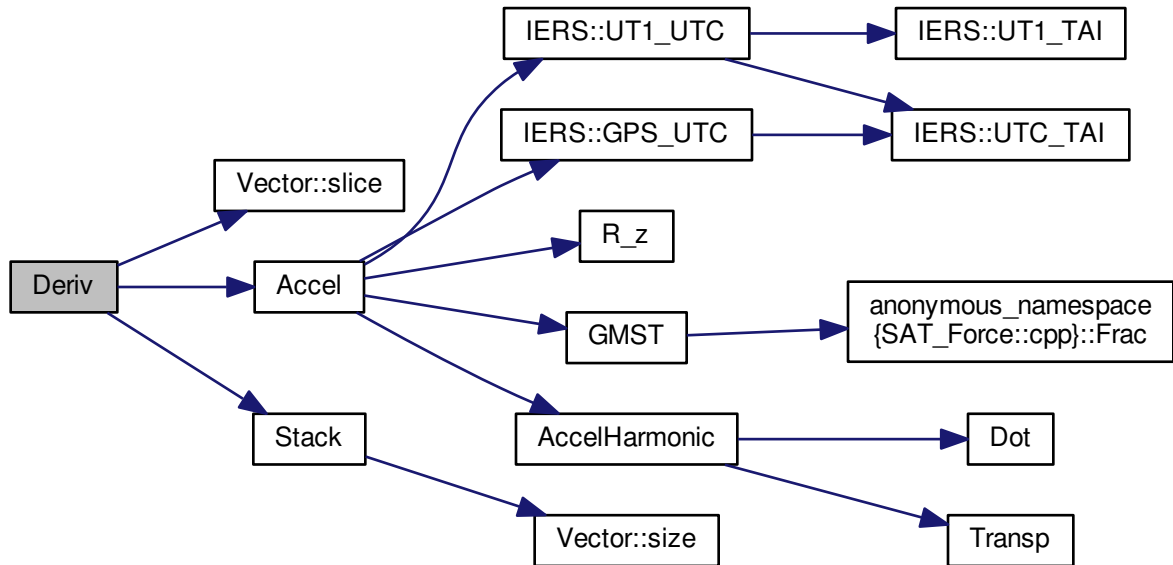 IERS::UT1_UTC
IERS::UT1_TAI
IERS::GPS_UTC
IERS::UTC_TAI
Vector::slice
R_z
Deriv
Accel
GMST
anonymous_namespace
{SAT_Force::cpp}::Frac
Stack
AccelHarmonic
Dot
Vector::size
Transp